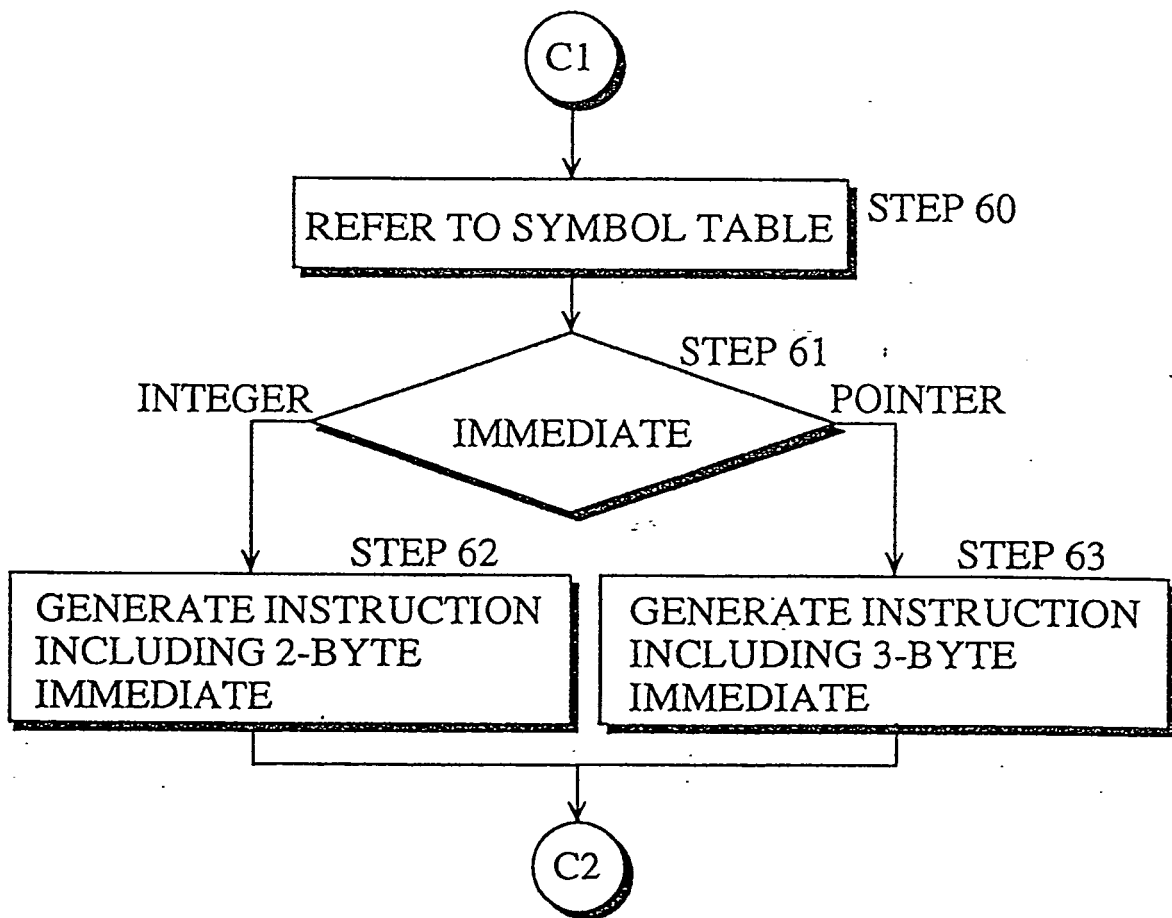 C1
REFER TO SYMBOL TABLE
STEP 60
STEP 61
INTEGER
IMMEDIATE
POINTER
STEP 62
GENERATE INSTRUCTION
INCLUDING 2-BYTE
IMMEDIATE
STEP 63
GENERATE INSTRUCTION
INCLUDING 3-BYTE
IMMEDIATE
C2